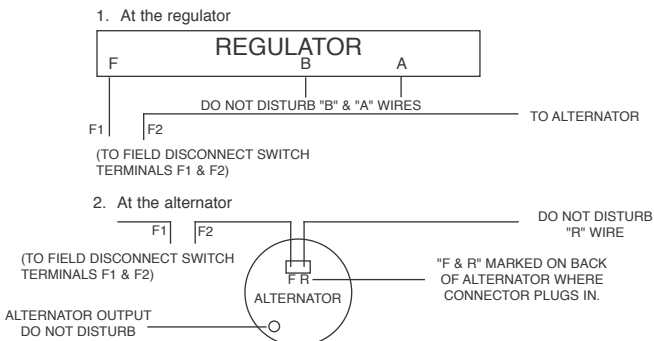 1. At the regulator
REGULATOR
F B A
DO NOT DISTURB "B" & "A" WIRES
TO ALTERNATOR
F1 F2
(TO FIELD DISCONNECT SWITCH
TERMINALS F1 & F2)
2. At the alternator
F1 F2
DO NOT DISTURB
"R" WIRE
(TO FIELD DISCONNECT SWITCH
TERMINALS F1 & F2)
F R
ALTERNATOR
"F & R" MARKED ON BACK
OF ALTERNATOR WHERE
CONNECTOR PLUGS IN.
ALTERNATOR OUTPUT
DO NOT DISTURB